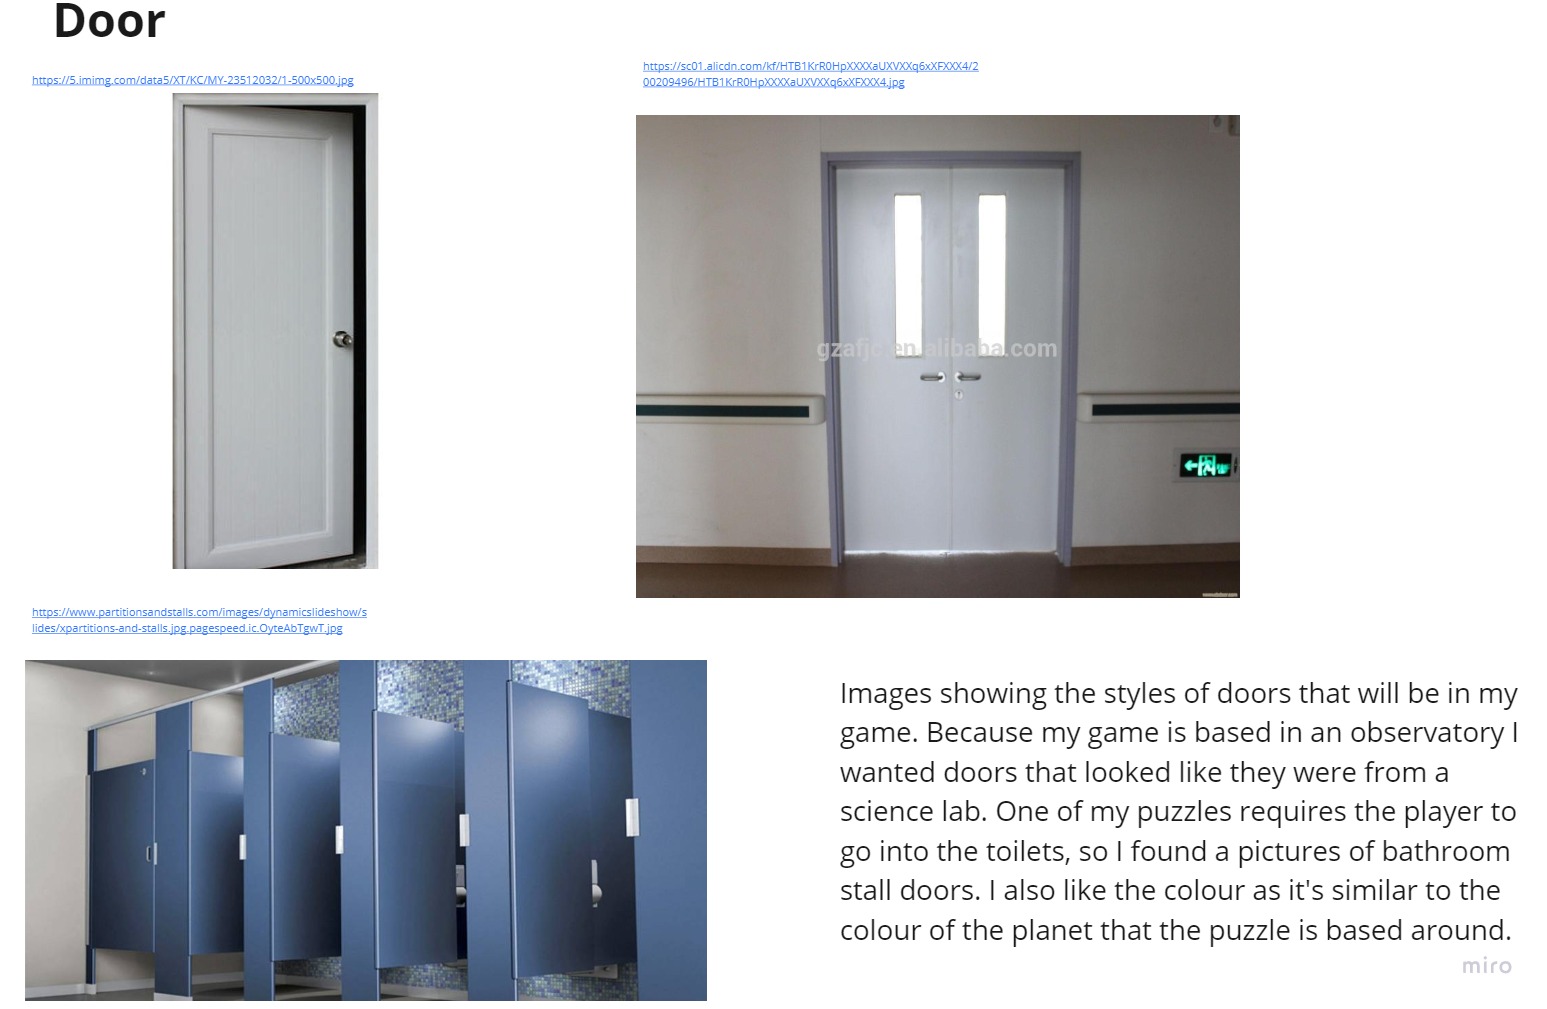 Door
https://5.imimg.com/data5/XT/KC/MY-23512032/1-500x500.jpg
https://sc01.alicdn.com/kf/HTB1KrR0HpXXXXaUXVXXq6xXFXXX4/2
00209496/HTB1KrR0HpXXXXaUXVXXq6xXFXXX4.jpg
gzafjc.en.alibaba.com
https://www.partitionsandstalls.com/images/dynamicslideshow/s
lides/xpartitions-and-stalls.jpg.pagespeed.ic.OyteAbTgwT.jpg
Images showing the styles of doors that will be in my
game. Because my game is based in an observatory I
wanted doors that looked like they were from a
science lab. One of my puzzles requires the player to
go into the toilets, so I found a pictures of bathroom
stall doors. I also like the colour as it's similar to the
colour of the planet that the puzzle is based around.
miro